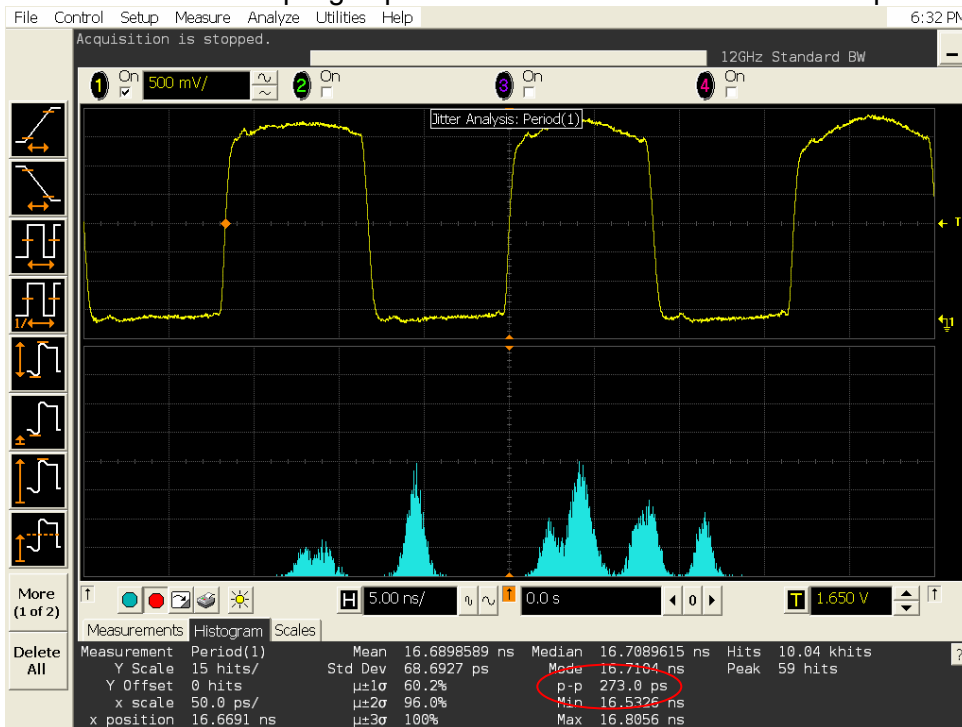 File Control Setup Measure Analyze Utilities Help 6:32 PM
Acquisition is stopped.
12GHz Standard BW
1 On 500 mV/ 2 On 3 On 4 On
Jitter Analysis: Period(1)
T
1
1/
More
(1 of 2)
Delete
All
H 5.00 ns/ 0.0 s 0 T 1.650 V
Measurements Histogram Scales
Measurement Period(1) Mean 16.6898589 ns Median 16.7089615 ns Hits 10.04 khits ?
Y Scale 15 hits/ Std Dev 68.6927 ps Mode 16.7104 ns Peak 59 hits
Y Offset 0 hits μ±1σ 60.2% p-p 273.0 ps
x scale 50.0 ps/ μ±2σ 96.0% Min 16.5326 ns
x position 16.6691 ns μ±3σ 100% Max 16.8056 ns